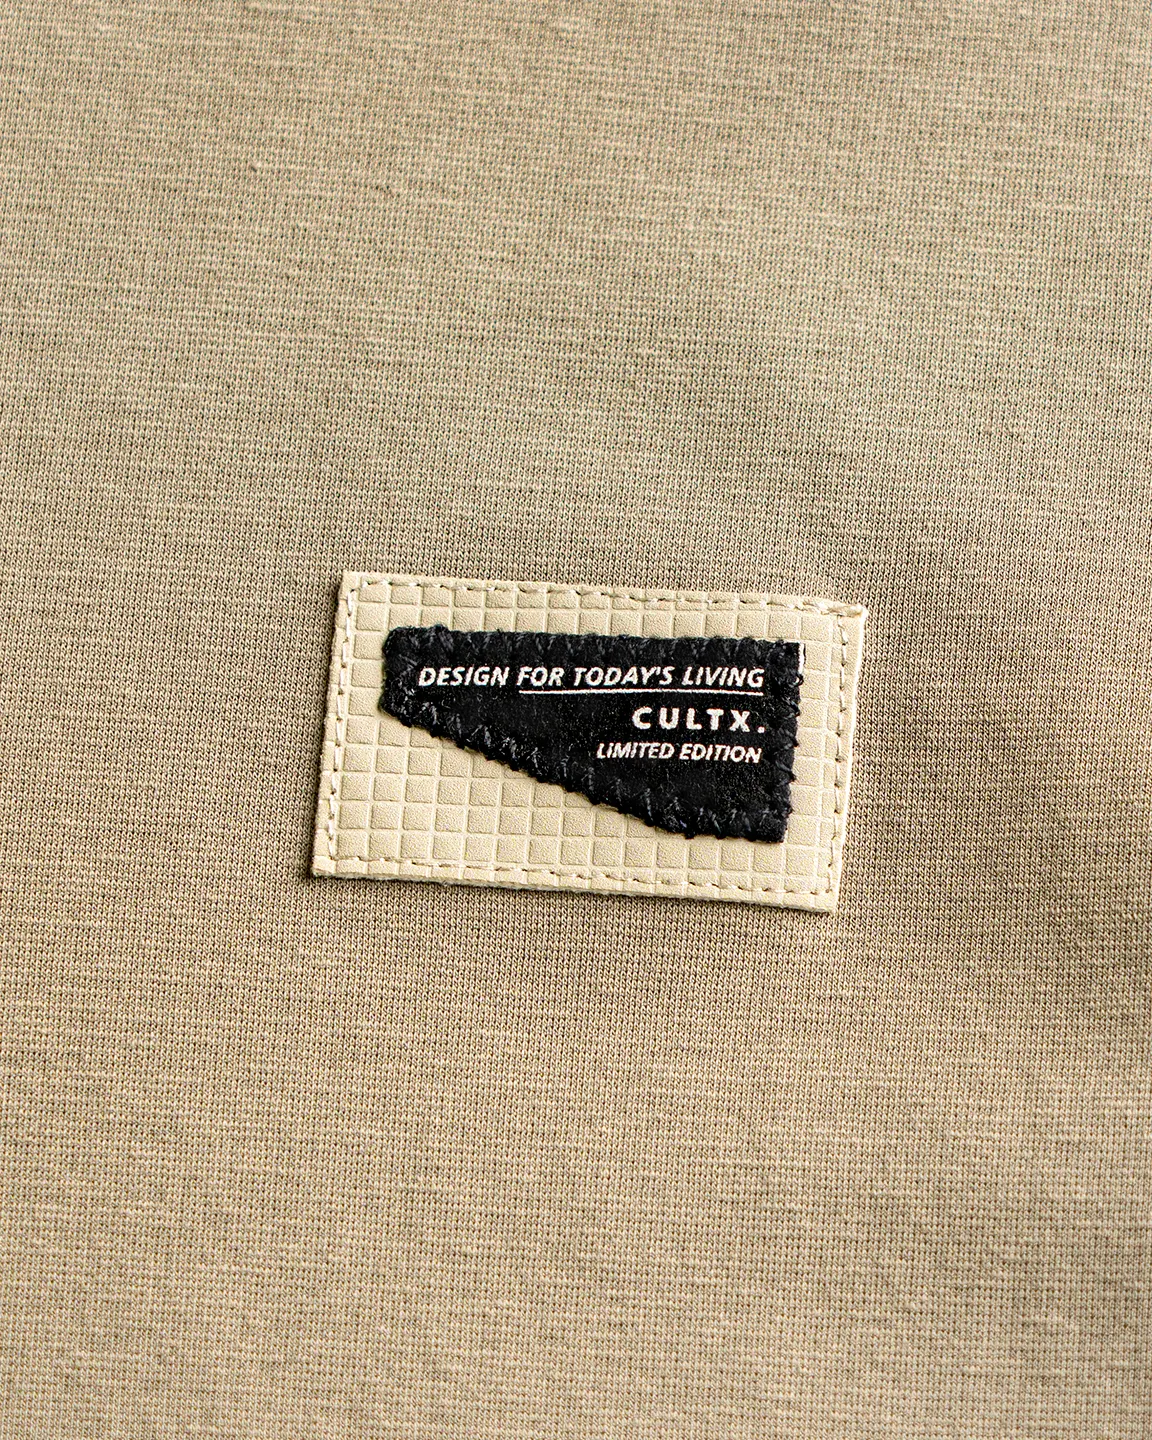 DESIGN FOR TODAY'S LIVING
CULTX.
LIMITED EDITION